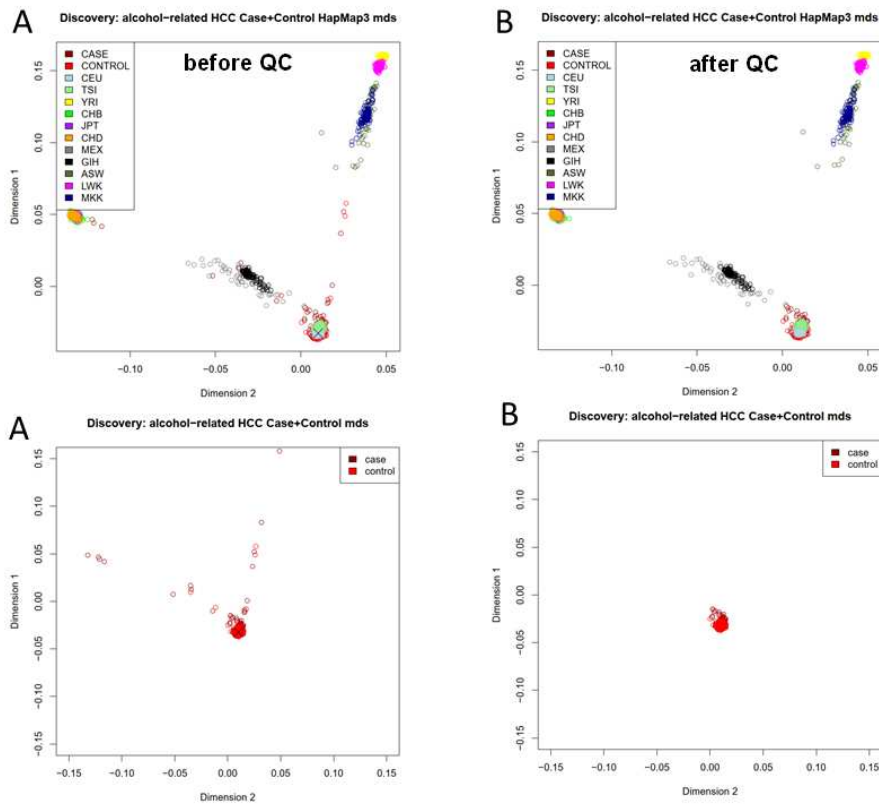 A
Discovery: alcohol−related HCC Case+Control HapMap3 mds
before QC
CASE
CONTROL
CEU
TSI
YRI
CHB
JPT
CHD
MEX
GIH
ASW
LWK
MKK
Dimension 1
0.15
0.10
0.05
0.00
−0.10
−0.05
0.00
0.05
Dimension 2
B
Discovery: alcohol−related HCC Case+Control HapMap3 mds
after QC
CASE
CONTROL
CEU
TSI
YRI
CHB
JPT
CHD
MEX
GIH
ASW
LWK
MKK
Dimension 1
0.15
0.10
0.05
0.00
−0.10
−0.05
0.00
0.05
Dimension 2
A
Discovery: alcohol−related HCC Case+Control mds
case
control
Dimension 1
0.15
0.10
0.05
0.00
−0.05
−0.10
−0.15
−0.15
−0.10
−0.05
0.00
0.05
0.10
0.15
Dimension 2
B
Discovery: alcohol−related HCC Case+Control mds
case
control
Dimension 1
0.15
0.10
0.05
0.00
−0.05
−0.10
−0.15
−0.15
−0.10
−0.05
0.00
0.05
0.10
0.15
Dimension 2